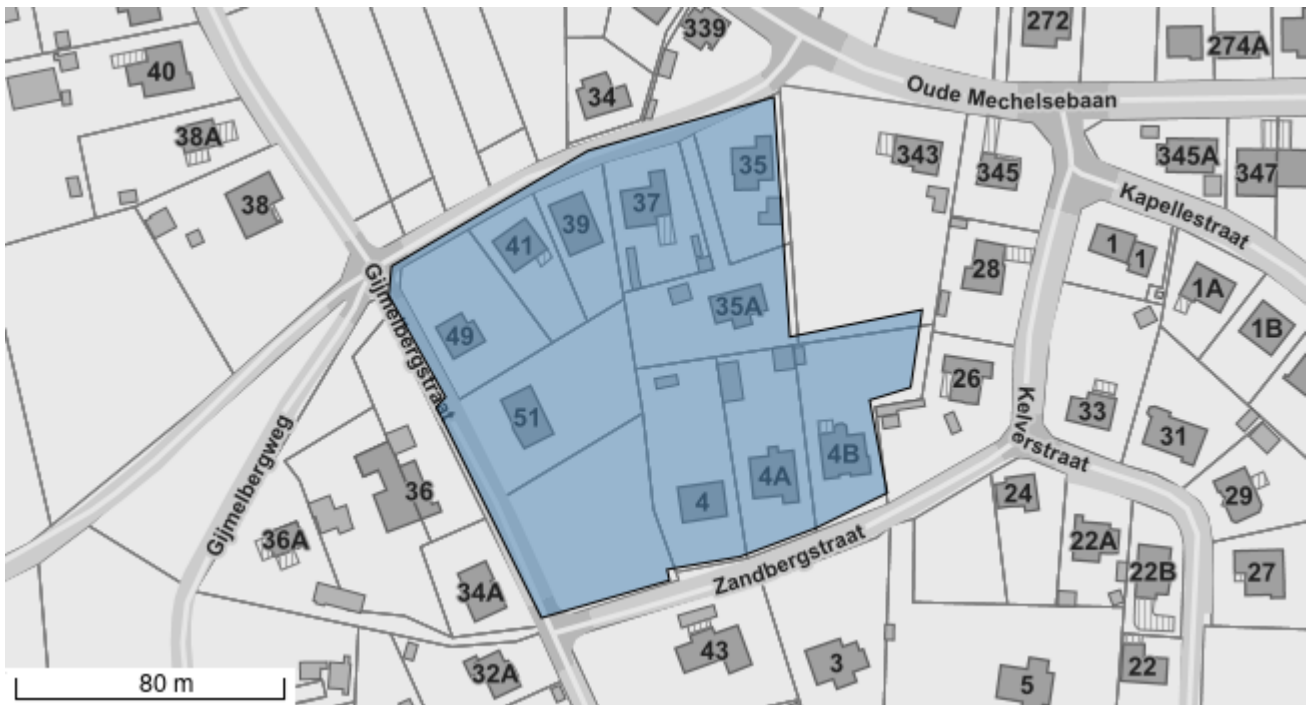 339
272
274A
40
34
Oude Mechelsebaan
38A
343
345
345A
347
35
38
37
39
41
Kapellestraat
1
1
28
1A
Gijmelbergstraat
35A
1B
49
26
51
33
Kelverstraat
31
Gijmelbergweg
4B
4A
36
4
24
29
36A
22A
Zandbergstraat
22B
27
34A
43
3
22
32A
5
80 m